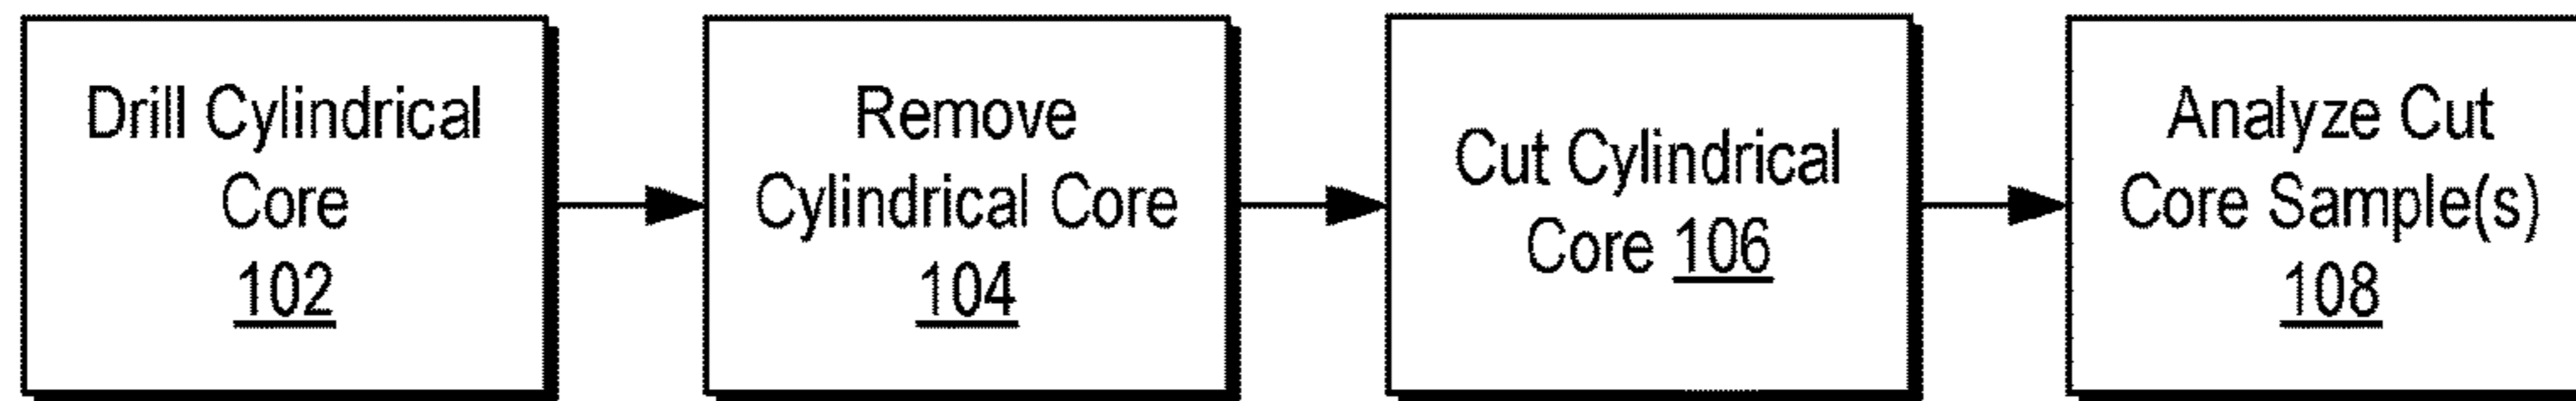 Drill Cylindrical
Core
102
Remove
Cylindrical Core
104
Cut Cylindrical
Core 106
Analyze Cut
Core Sample(s)
108